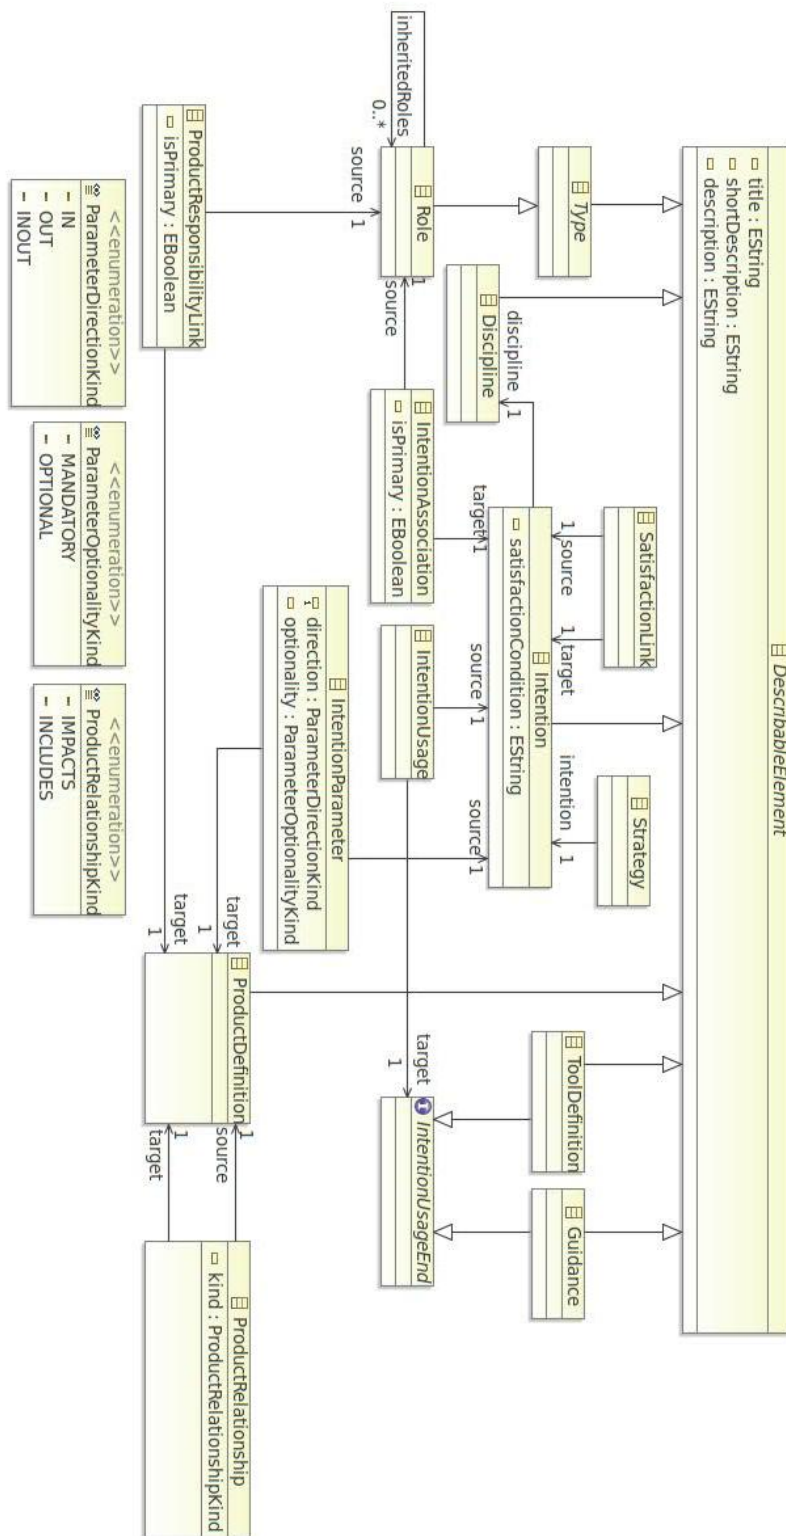 DescribableElement
title : EString
shortDescription : EString
description : EString
Type
SatisfactionLink
Strategy
ToolDefinition
Guidance
1 source
1 target
intention 1
inheritedRoles
0..*
Role
1
source
discipline
1
Discipline
Intention
satisfactionCondition : EString
IntentionAssociation
isPrimary : EBoolean
target 1
IntentionUsage
source 1
source 1
target
1
IntentionUsageEnd
source 1
IntentionParameter
direction : ParameterDirectionKind
optionality : ParameterOptionalityKind
ProductResponsibilityLink
isPrimary : EBoolean
target
1
target
1
ProductDefinition
1
source
1
target
ProductRelationship
kind : ProductRelationshipKind
<<enumeration>>
ParameterDirectionKind
IN
OUT
INOUT
<<enumeration>>
ParameterOptionalityKind
MANDATORY
OPTIONAL
<<enumeration>>
ProductRelationshipKind
IMPACTS
INCLUDES